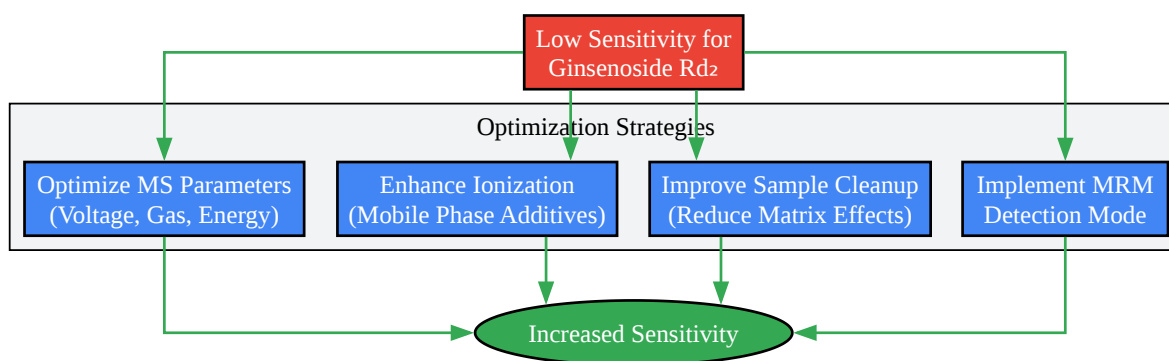 Low Sensitivity for
Ginsenoside Rd₂
Optimization Strategies
Optimize MS Parameters
(Voltage, Gas, Energy)
Enhance Ionization
(Mobile Phase Additives)
Improve Sample Cleanup
(Reduce Matrix Effects)
Implement MRM
Detection Mode
Increased Sensitivity